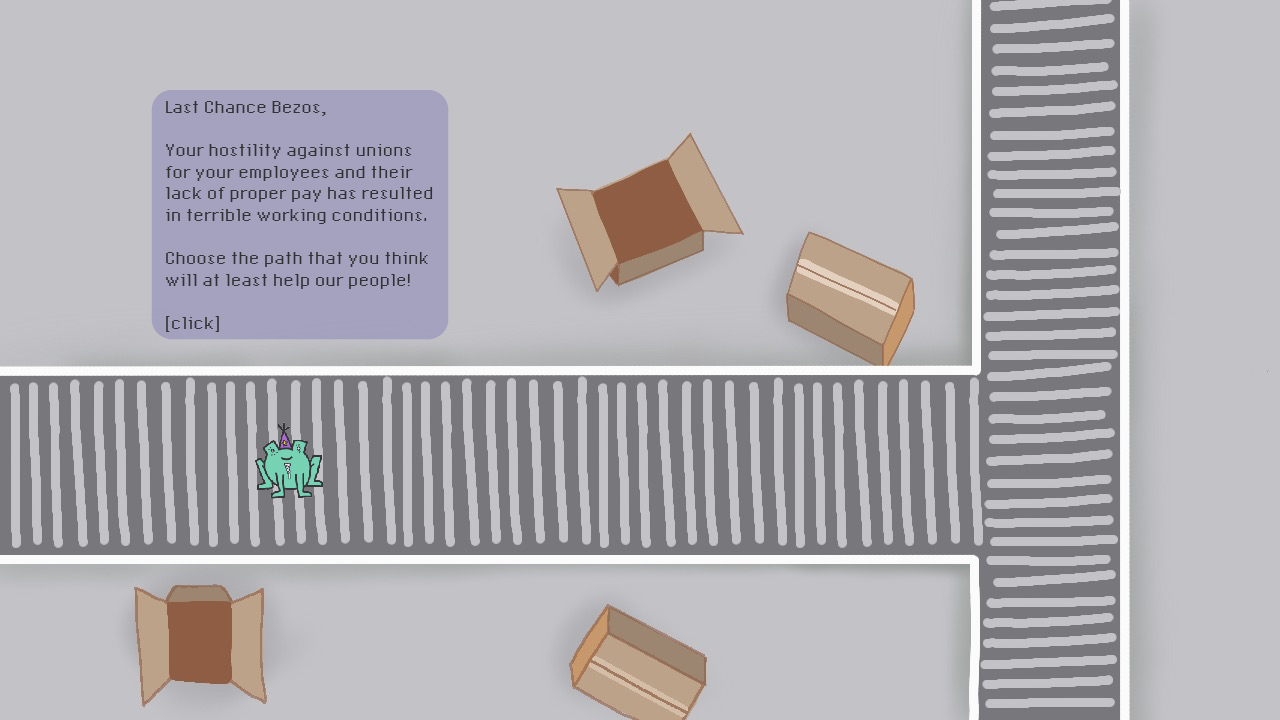 Last Chance Bezos,
Your hostility against unions
for your employees and their
lack of proper pay has resulted
in terrible working conditions.
Choose the path that you think
will at least help our people!
[click]